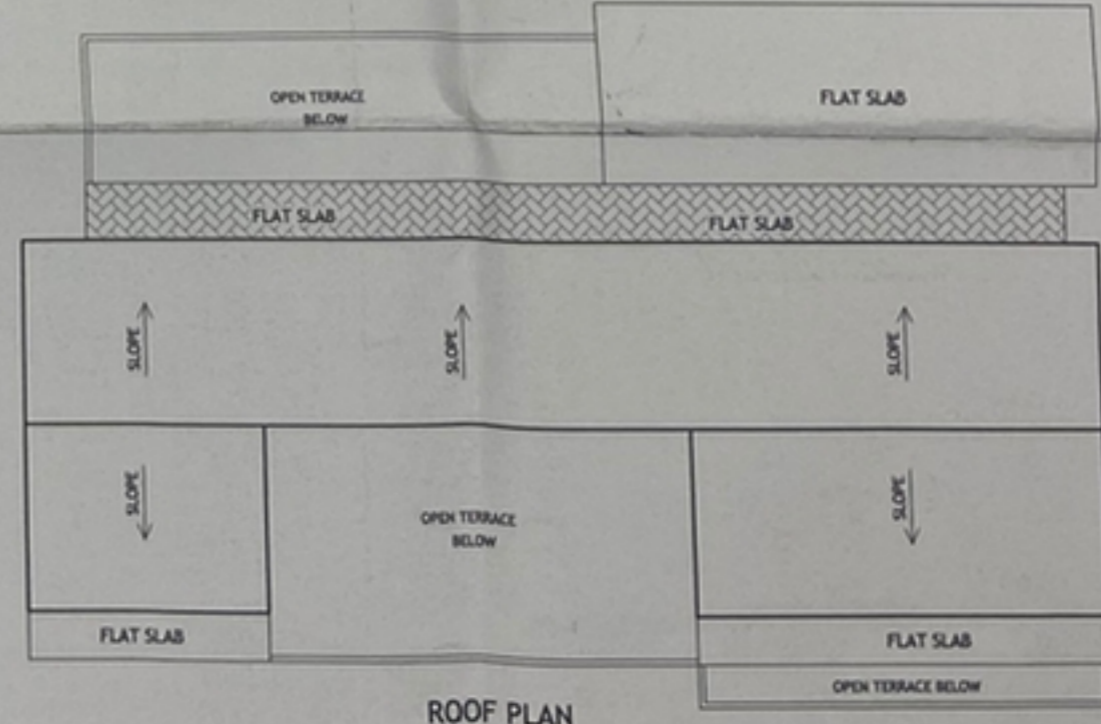 OPEN TERRACE
BELOW
FLAT SLAB
FLAT SLAB
FLAT SLAB
SLOPE
SLOPE
SLOPE
SLOPE
OPEN TERRACE
BELOW
SLOPE
FLAT SLAB
FLAT SLAB
OPEN TERRACE BELOW
ROOF PLAN